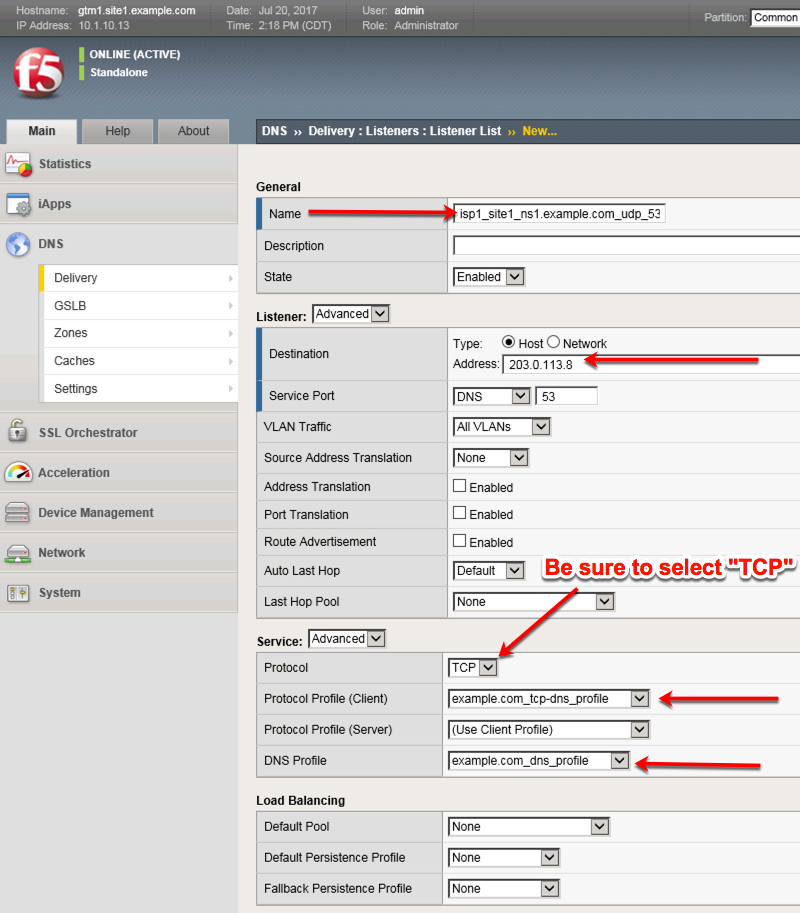 Hostname: gtm1.site1.example.com Date: Jul 20, 2017 User: admin Partition: Common
IP Address: 10.1.10.13 Time: 2:18 PM (CDT) Role: Administrator
f5
ONLINE (ACTIVE)
Standalone
Main Help About
DNS ›› Delivery : Listeners : Listener List ›› New...
Statistics
iApps
DNS
Delivery
GSLB
Zones
Caches
Settings
SSL Orchestrator
Acceleration
Device Management
Network
System
General
Name isp1_site1_ns1.example.com_udp_53
Description
State Enabled
Listener: Advanced
Destination Type: Host Network
Address: 203.0.113.8
Service Port DNS 53
VLAN Traffic All VLANs
Source Address Translation None
Address Translation Enabled
Port Translation Enabled
Route Advertisement Enabled
Auto Last Hop Default
Be sure to select "TCP"
Last Hop Pool None
Service: Advanced
Protocol TCP
Protocol Profile (Client) example.com_tcp-dns_profile
Protocol Profile (Server) (Use Client Profile)
DNS Profile example.com_dns_profile
Load Balancing
Default Pool None
Default Persistence Profile None
Fallback Persistence Profile None